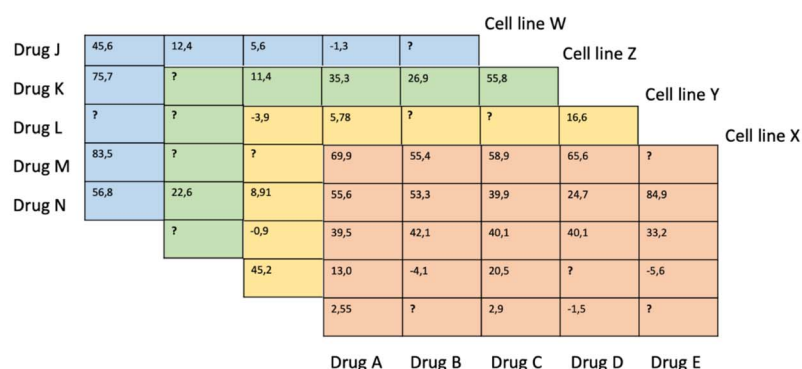 Cell line W
Drug J 45,6 12,4 5,6 -1,3 ?
Cell line Z
Drug K 75,7 ? 11,4 35,3 26,9 55,8
Cell line Y
Drug L ? ? -3,9 5,78 ? ? 16,6
Cell line X
Drug M 83,5 ? ? 69,9 55,4 58,9 65,6 ?
Drug N 56,8 22,6 8,91 55,6 53,3 39,9 24,7 84,9
? -0,9 39,5 42,1 40,1 40,1 33,2
45,2 13,0 -4,1 20,5 ? -5,6
2,55 ? 2,9 -1,5 ?
Drug A Drug B Drug C Drug D Drug E